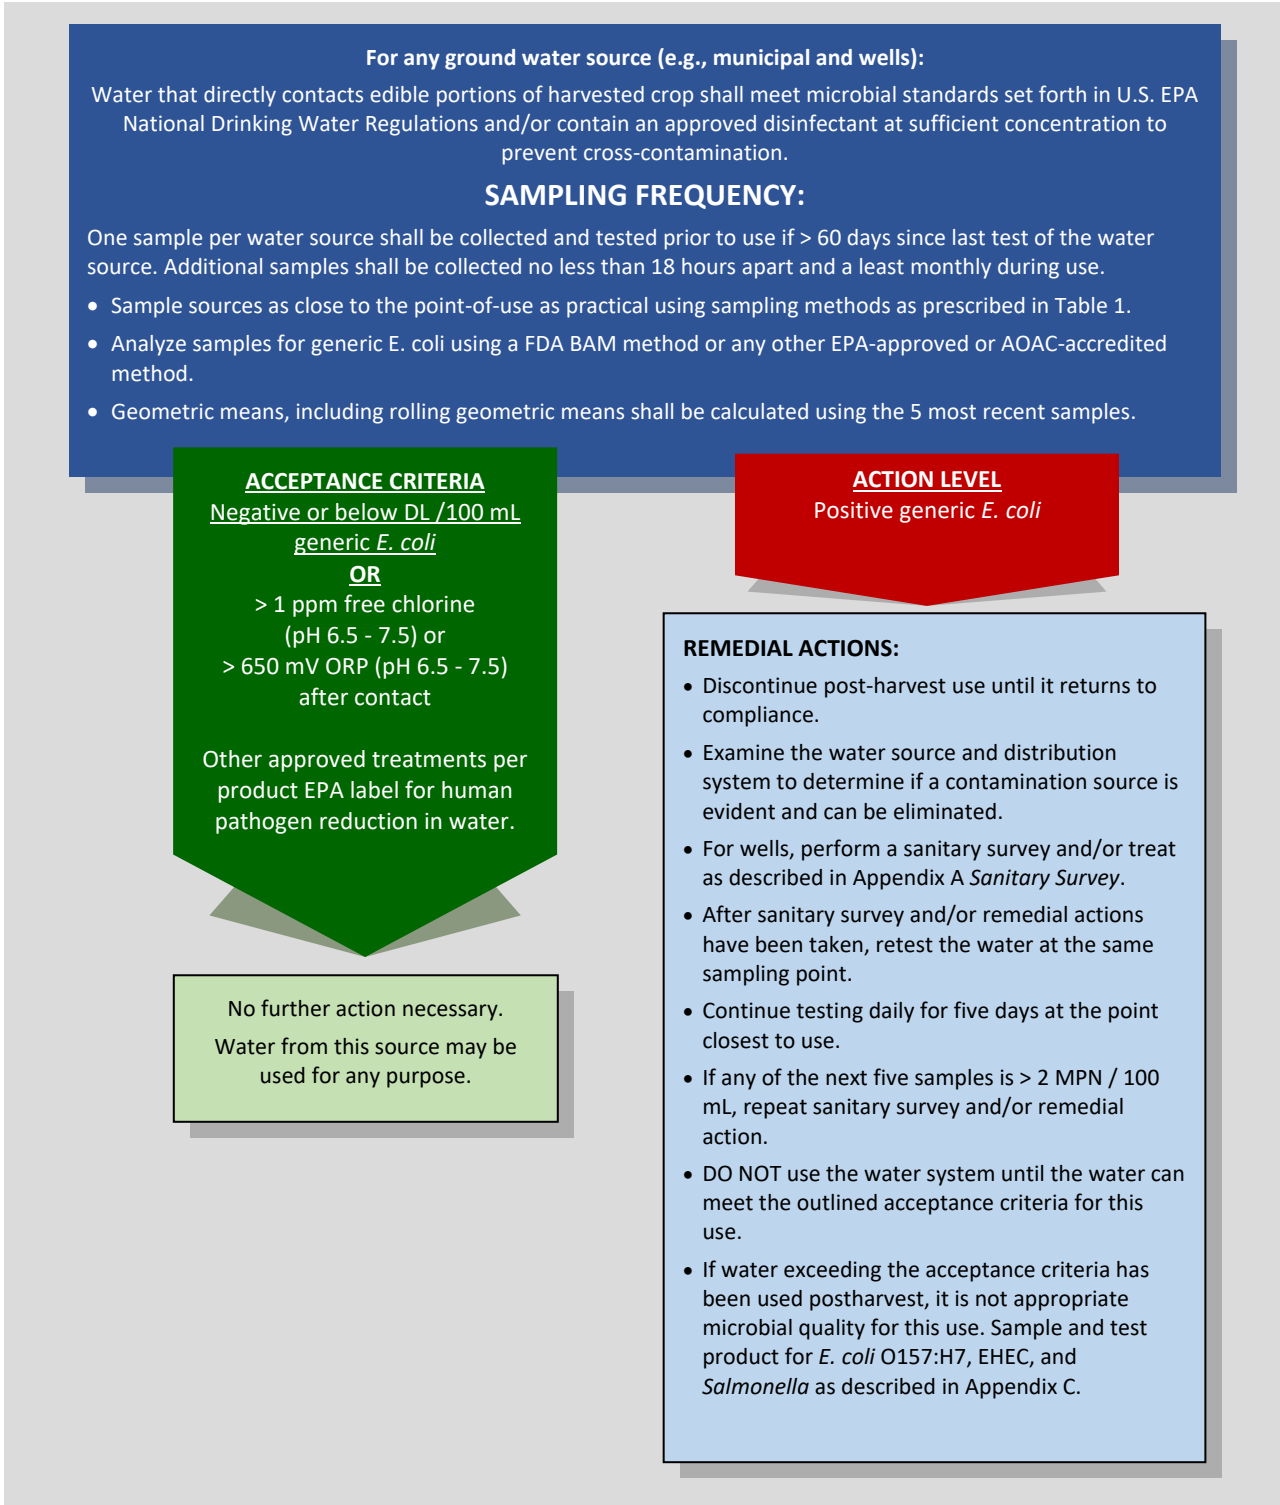 For any ground water source (e.g., municipal and wells):
Water that directly contacts edible portions of harvested crop shall meet microbial standards set forth in U.S. EPA
National Drinking Water Regulations and/or contain an approved disinfectant at sufficient concentration to
prevent cross-contamination.
SAMPLING FREQUENCY:
One sample per water source shall be collected and tested prior to use if > 60 days since last test of the water
source. Additional samples shall be collected no less than 18 hours apart and a least monthly during use.
• Sample sources as close to the point-of-use as practical using sampling methods as prescribed in Table 1.
• Analyze samples for generic E. coli using a FDA BAM method or any other EPA-approved or AOAC-accredited
method.
• Geometric means, including rolling geometric means shall be calculated using the 5 most recent samples.
ACCEPTANCE CRITERIA
Negative or below DL /100 mL
generic E. coli
OR
> 1 ppm free chlorine
(pH 6.5 - 7.5) or
> 650 mV ORP (pH 6.5 - 7.5)
after contact
Other approved treatments per
product EPA label for human
pathogen reduction in water.
No further action necessary.
Water from this source may be
used for any purpose.
ACTION LEVEL
Positive generic E. coli
REMEDIAL ACTIONS:
• Discontinue post-harvest use until it returns to
compliance.
• Examine the water source and distribution
system to determine if a contamination source is
evident and can be eliminated.
• For wells, perform a sanitary survey and/or treat
as described in Appendix A Sanitary Survey.
• After sanitary survey and/or remedial actions
have been taken, retest the water at the same
sampling point.
• Continue testing daily for five days at the point
closest to use.
• If any of the next five samples is > 2 MPN / 100
mL, repeat sanitary survey and/or remedial
action.
• DO NOT use the water system until the water can
meet the outlined acceptance criteria for this
use.
• If water exceeding the acceptance criteria has
been used postharvest, it is not appropriate
microbial quality for this use. Sample and test
product for E. coli O157:H7, EHEC, and
Salmonella as described in Appendix C.